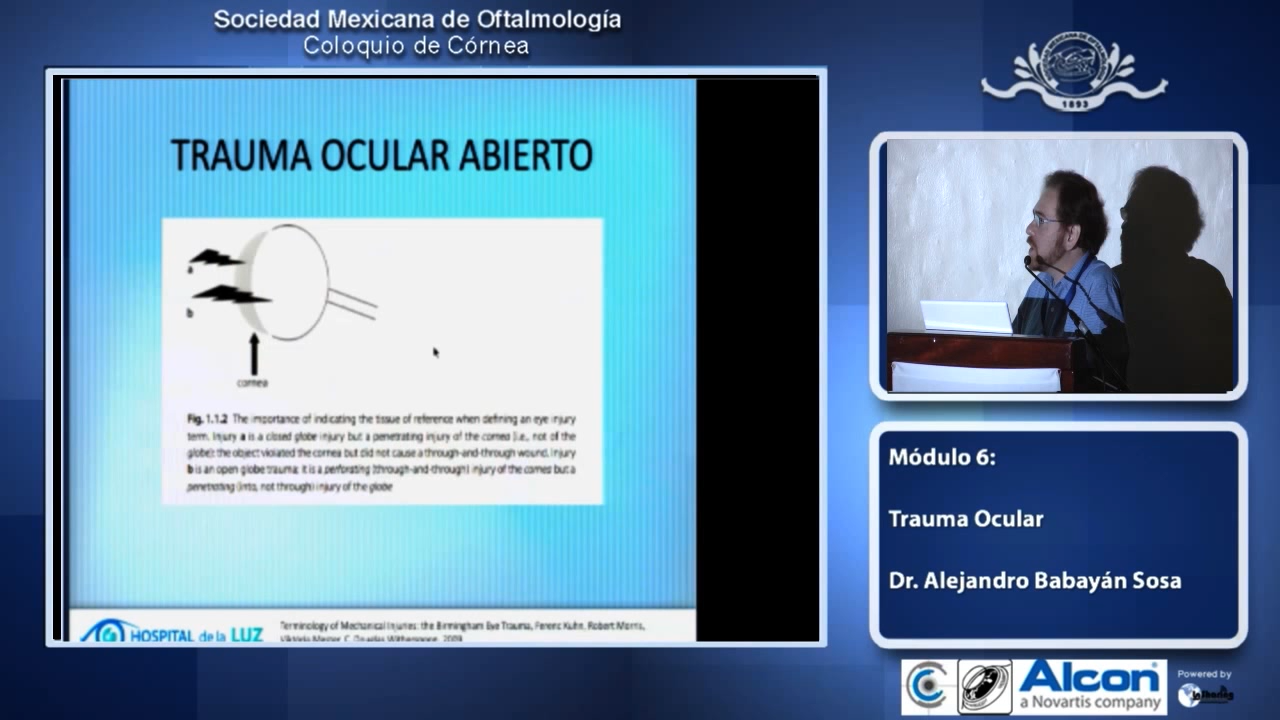 Sociedad Mexicana de Oftalmología
Coloquio de Córnea
TRAUMA OCULAR ABIERTO
a
b
cornea
Fig. 1.1.2 The importance of indicating the tissue of reference when defining an eye injury
term. Injury a is a closed globe injury but a penetrating injury of the cornea (i.e., not of the
globe): the object violated the cornea but did not cause a through-and-through wound. Injury
b is an open globe trauma: it is a perforating (through-and-through) injury of the cornea but a
penetrating (into, not through) injury of the globe
HOSPITAL de la LUZ
Terminology of Mechanical Injuries: the Birmingham Eye Trauma, Ferenc Kuhn, Robert Morris,
Witherspoon, 2009
1893
Módulo 6:
Trauma Ocular
Dr. Alejandro Babayán Sosa
Alcon
a Novartis company
Powered by